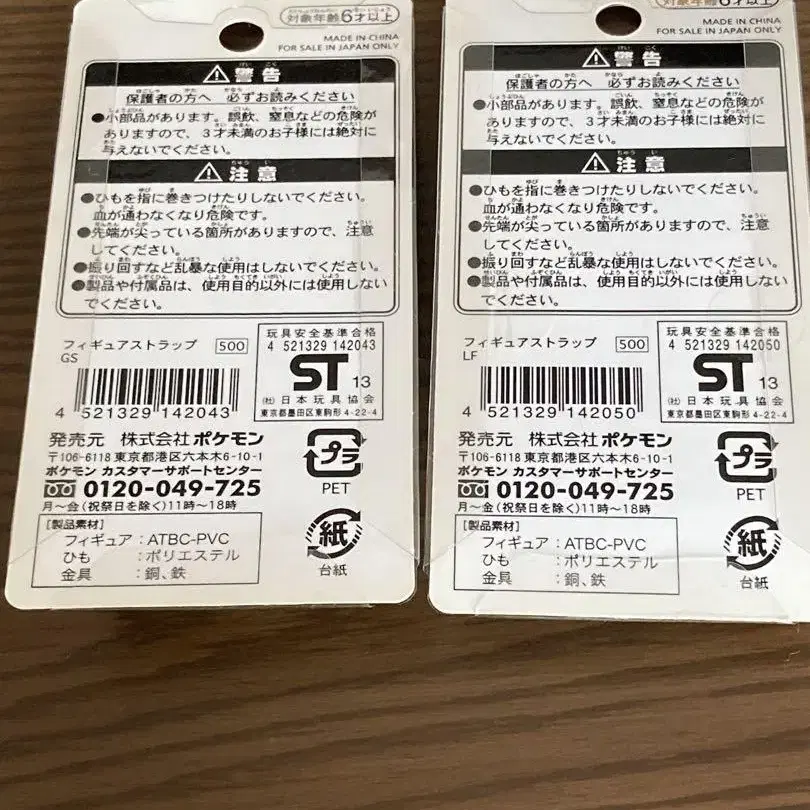 対象年齢6才以上
MADE IN CHINA
FOR SALE IN JAPAN ONLY
警告
保護者の方へ 必ずお読みください
●小部品があります。誤飲、窒息などの危険が
ありますので、3才未満のお子様には絶対に
与えないでください。
注意
●ひもを指に巻きつけたりしないでください。
血が通わなくなり危険です。
●先端が尖っている箇所がありますので、注意
してください。
●振り回すなど乱暴な使用はしないでください。
●製品や付属品は、使用目的以外には使用しない
でください。
フィギュアストラップ 500
GS
4 521329 142043
玩具安全基準合格
4 521329 142043
ST 13
(社)日本玩具協会
東京都墨田区東駒形4-22-4
発売元 株式会社ポケモン
〒106-6118 東京都港区六本木6-10-1
ポケモン カスタマーサポートセンター
0120-049-725
月～金(祝祭日を除く)11時～18時
プラ
PET
[製品素材]
フィギュア:ATBC-PVC
ひも :ポリエステル
金具 :銅、鉄
紙
台紙
対象年齢6才以上
MADE IN CHINA
FOR SALE IN JAPAN ONLY
警告
保護者の方へ 必ずお読みください
●小部品があります。誤飲、窒息などの危険が
ありますので、3才未満のお子様には絶対に
与えないでください。
注意
●ひもを指に巻きつけたりしないでください。
血が通わなくなり危険です。
●先端が尖っている箇所がありますので、注意
してください。
●振り回すなど乱暴な使用はしないでください。
●製品や付属品は、使用目的以外には使用しない
でください。
フィギュアストラップ 500
LF
4 521329 142050
玩具安全基準合格
4 521329 142050
ST 13
(社)日本玩具協会
東京都墨田区東駒形4-22-4
発売元 株式会社ポケモン
〒106-6118 東京都港区六本木6-10-1
ポケモン カスタマーサポートセンター
0120-049-725
月～金(祝祭日を除く)11時～18時
プラ
PET
[製品素材]
フィギュア:ATBC-PVC
ひも :ポリエステル
金具 :銅、鉄
紙
台紙